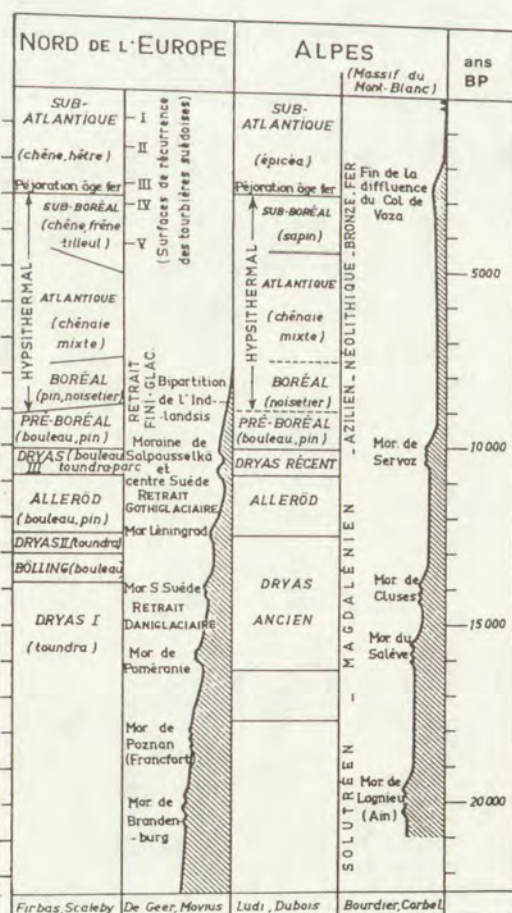 NORD DE L'EUROPE
SUB-
ATLANTIQUE
(chêne, hêtre)
Péjoration âge fer
HYPSITHERMAL
SUB-BORÉAL
(chêne, frêne
tilleul)
ATLANTIQUE
(chênaie
mixte)
BORÉAL
(pin, noisetier)
PRÉ-BORÉAL
(bouleau, pin)
DRYAS (bouleau
III toundra-parc
ALLERÖD
(bouleau, pin)
DRYAS II (toundra)
BÖLLING (bouleau)
DRYAS I
(toundra)
Firbas, Scaleby
I
II
III
IV
V
(Surfaces de récurrence
des tourbières suédoises)
RETRAIT
FINI-GLAC.
Bipartition
de l'Ind-
landsis
Moraine de
Salpausselkä
et
centre Suède
RETRAIT
GOTHIGLACIAIRE
Mor Léningrad
Mor S Suède
RETRAIT
DANIGLACIAIRE
Mor de
Poméranie
Mor de
Poznan
(Francfort)
Mor. de
Branden-
burg
De Geer, Movius
ALPES
(Massif du
Mont-Blanc)
SUB-
ATLANTIQUE
(épicéa)
Péjoration âge fer
HYPSITHERMAL
SUB-BORÉAL
(sapin)
ATLANTIQUE
(chênaie
mixte)
BORÉAL
(noisetier)
PRÉ-BORÉAL
(bouleau, pin)
DRYAS RÉCENT
ALLERÖD
DRYAS
ANCIEN
Ludi, Dubois
SOLUTRÉEN - MAGDALÉNIEN - AZILIEN - NÉOLITHIQUE - BRONZE - FER
Fin de la
diffluence
du Col de
Voza
Mor. de
Servoz
Mor. de
Cluses
Mor du
Salève
Mor. de
Lagnieu
(Ain)
Bourdier, Corbel
ans
BP
5000
10000
15000
20000